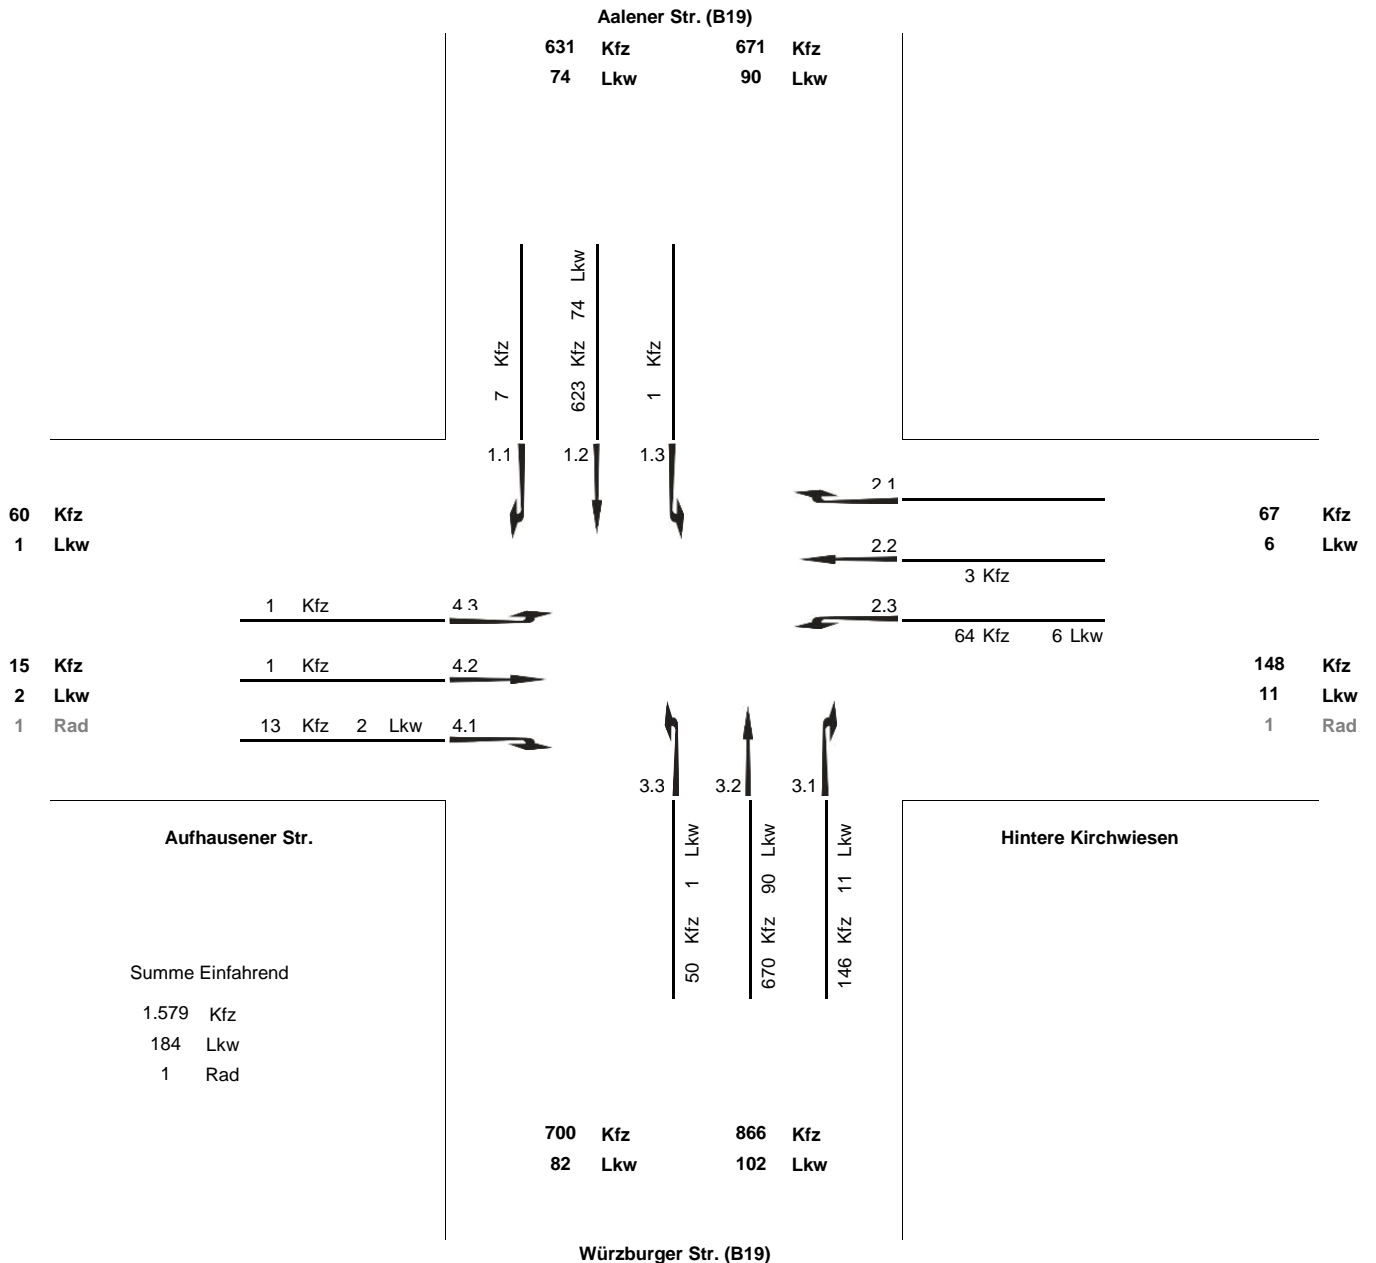 Aalener Str. (B19)
631 Kfz 671 Kfz
74 Lkw 90 Lkw
7 Kfz
623 Kfz 74 Lkw
1 Kfz
1.1 1.2 1.3
2.1
60 Kfz
1 Lkw
67 Kfz
6 Lkw
2.2
3 Kfz
1 Kfz 4.3
2.3
64 Kfz 6 Lkw
15 Kfz
2 Lkw
1 Rad
1 Kfz 4.2
13 Kfz 2 Lkw 4.1
148 Kfz
11 Lkw
1 Rad
3.3 3.2 3.1
50 Kfz 1 Lkw
670 Kfz 90 Lkw
146 Kfz 11 Lkw
Aufhausener Str.
Hintere Kirchwiesen
Summe Einfahrend
1.579 Kfz
184 Lkw
1 Rad
700 Kfz 866 Kfz
82 Lkw 102 Lkw
Würzburger Str. (B19)